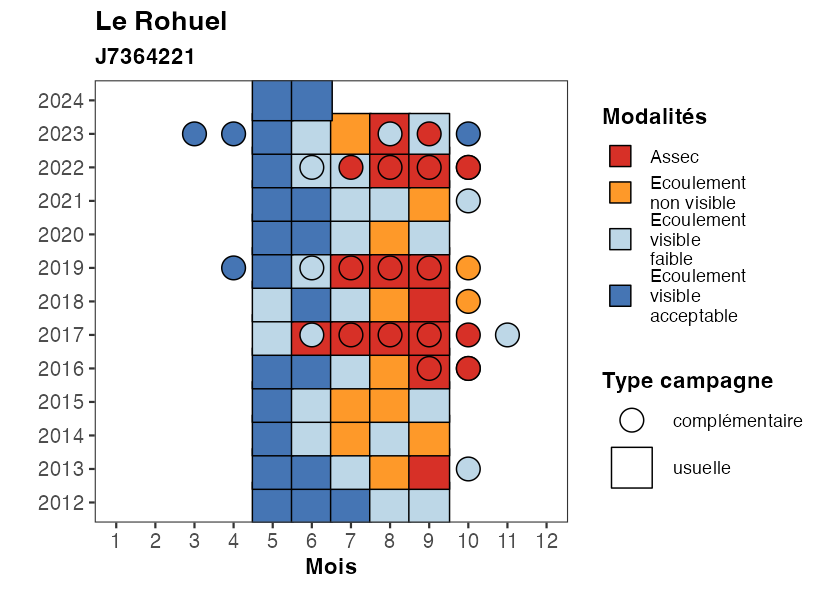 Le Rohuel
J7364221
2024
2023
2022
2021
2020
2019
2018
2017
2016
2015
2014
2013
2012
1 2 3 4 5 6 7 8 9 10 11 12
Mois
Modalités
Assec
Ecoulement
non visible
Ecoulement
visible
faible
Ecoulement
visible
acceptable
Type campagne
complémentaire
usuelle